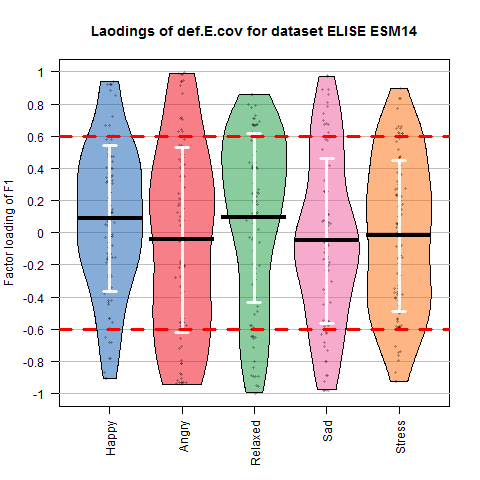 Laodings of def.E.cov for dataset ELISE ESM14
Factor loading of F1
1
0.8
0.6
0.4
0.2
0
-0.2
-0.4
-0.6
-0.8
-1
Happy
Angry
Relaxed
Sad
Stress